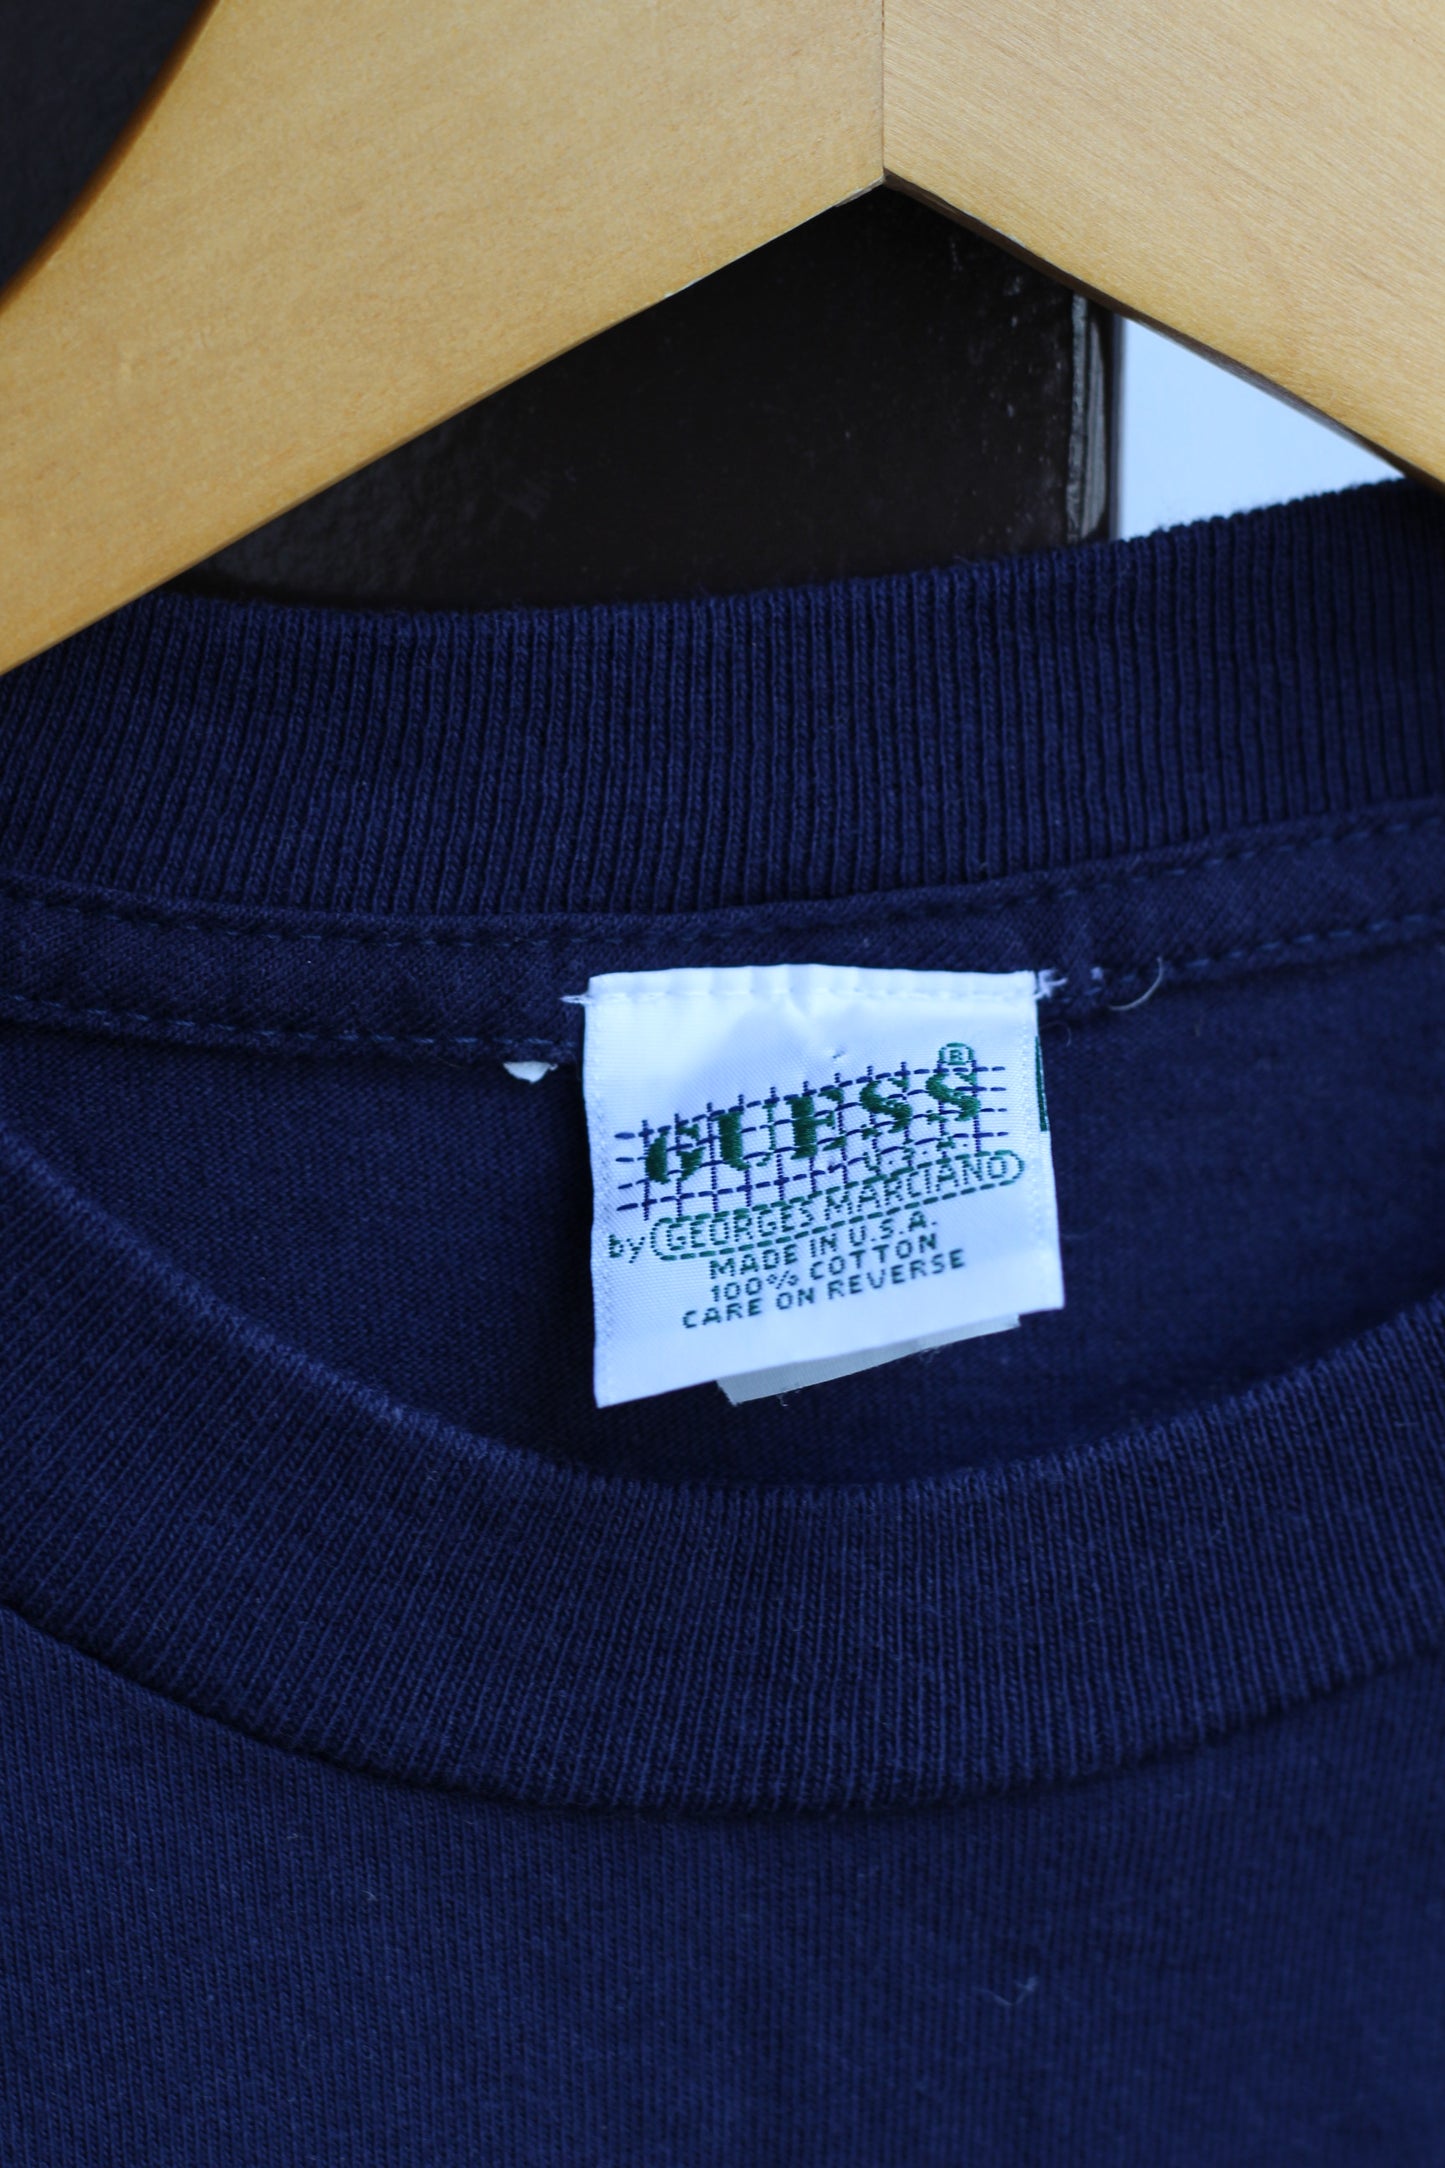 GUESS®
U.S.A.
by GEORGES MARCIANO
MADE IN U.S.A.
100% COTTON
CARE ON REVERSE